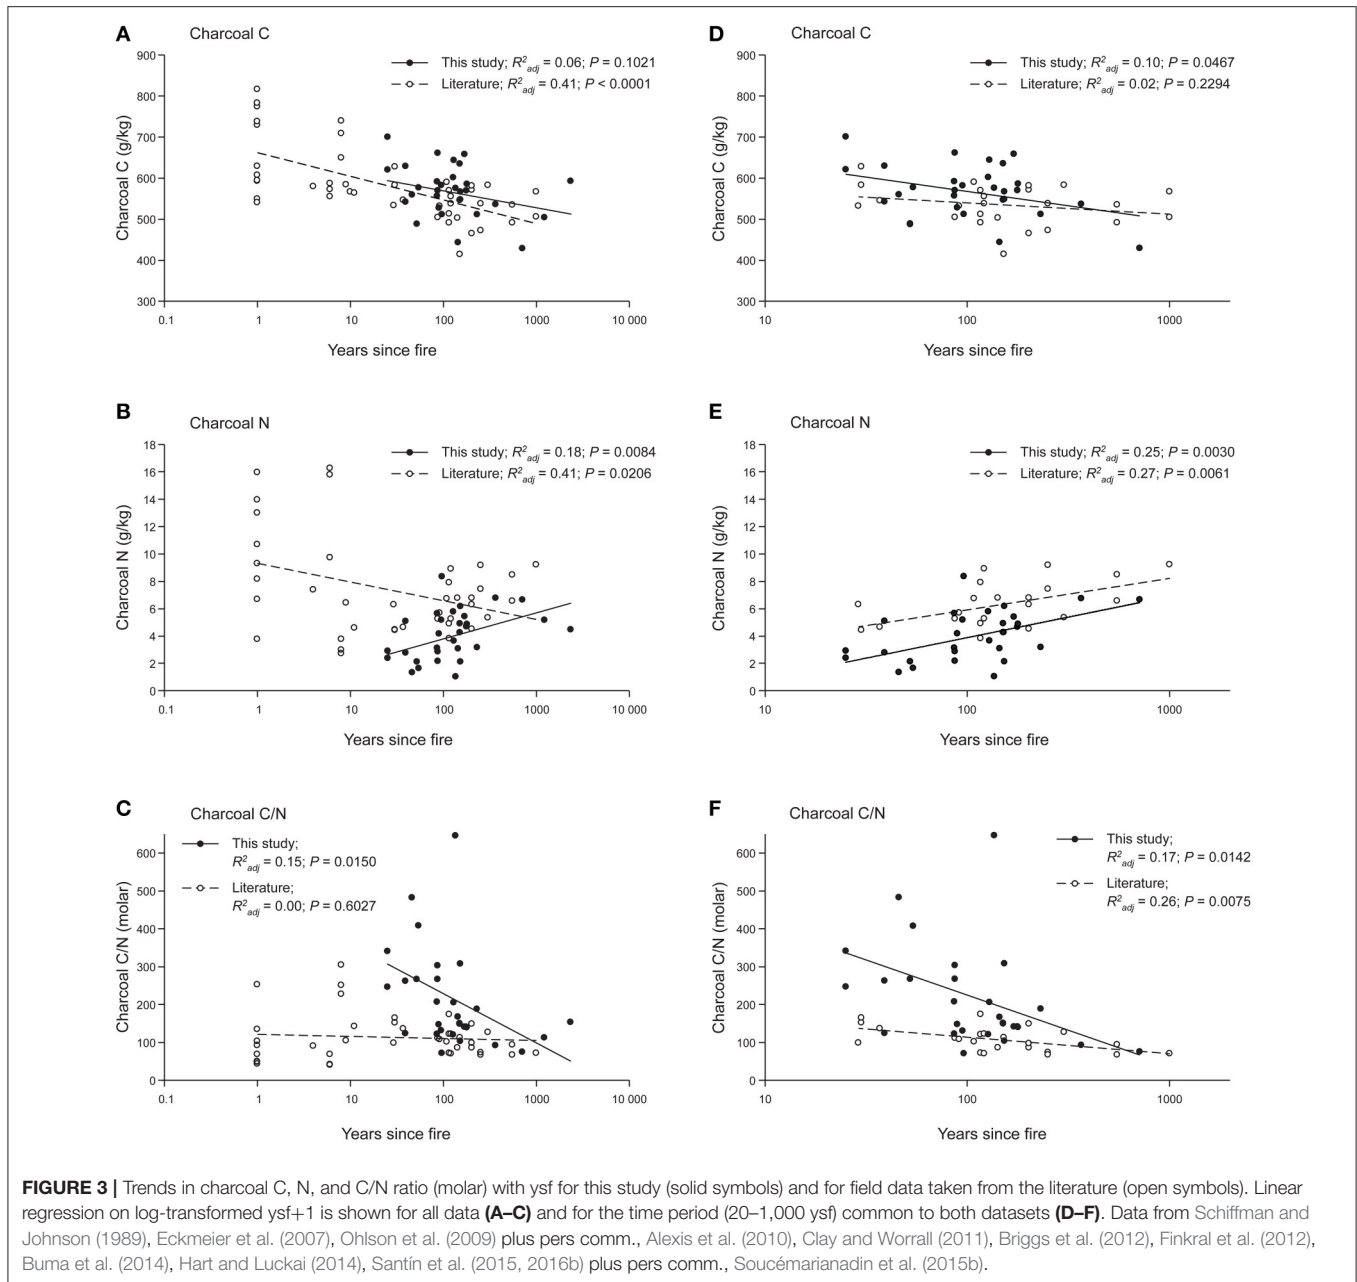 A
Charcoal C
This study; R²adj = 0.06; P = 0.1021
Literature; R²adj = 0.41; P < 0.0001
900
800
700
600
500
400
300
Charcoal C (g/kg)
0.1 1 10 100 1000 10 000
Years since fire
D
Charcoal C
This study; R²adj = 0.10; P = 0.0467
Literature; R²adj = 0.02; P = 0.2294
900
800
700
600
500
400
300
Charcoal C (g/kg)
10 100 1000
Years since fire
B
Charcoal N
This study; R²adj = 0.18; P = 0.0084
Literature; R²adj = 0.41; P = 0.0206
18
16
14
12
10
8
6
4
2
0
Charcoal N (g/kg)
0.1 1 10 100 1000 10 000
Years since fire
E
Charcoal N
This study; R²adj = 0.25; P = 0.0030
Literature; R²adj = 0.27; P = 0.0061
18
16
14
12
10
8
6
4
2
0
Charcoal N (g/kg)
10 100 1000
Years since fire
C
Charcoal C/N
This study;
R²adj = 0.15; P = 0.0150
Literature;
R²adj = 0.00; P = 0.6027
600
500
400
300
200
100
0
Charcoal C/N (molar)
0.1 1 10 100 1000 10 000
Years since fire
F
Charcoal C/N
This study;
R²adj = 0.17; P = 0.0142
Literature;
R²adj = 0.26; P = 0.0075
600
500
400
300
200
100
0
Charcoal C/N (molar)
10 100 1000
Years since fire
FIGURE 3 | Trends in charcoal C, N, and C/N ratio (molar) with ysf for this study (solid symbols) and for field data taken from the literature (open symbols). Linear
regression on log-transformed ysf+1 is shown for all data (A–C) and for the time period (20–1,000 ysf) common to both datasets (D–F). Data from Schiffman and
Johnson (1989), Eckmeier et al. (2007), Ohlson et al. (2009) plus pers comm., Alexis et al. (2010), Clay and Worrall (2011), Briggs et al. (2012), Finkral et al. (2012),
Buma et al. (2014), Hart and Luckai (2014), Santín et al. (2015, 2016b) plus pers comm., Soucémarianadin et al. (2015b).